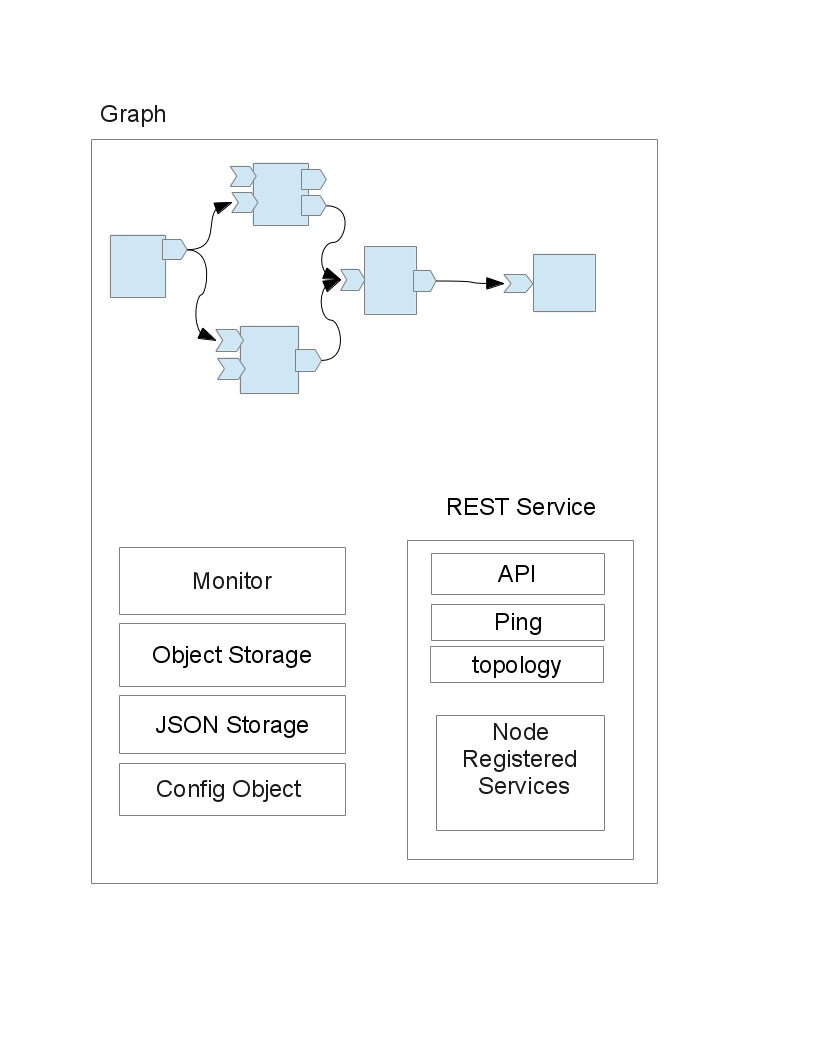 Graph
REST Service
Monitor
Object Storage
JSON Storage
Config Object
API
Ping
topology
Node
Registered
Services